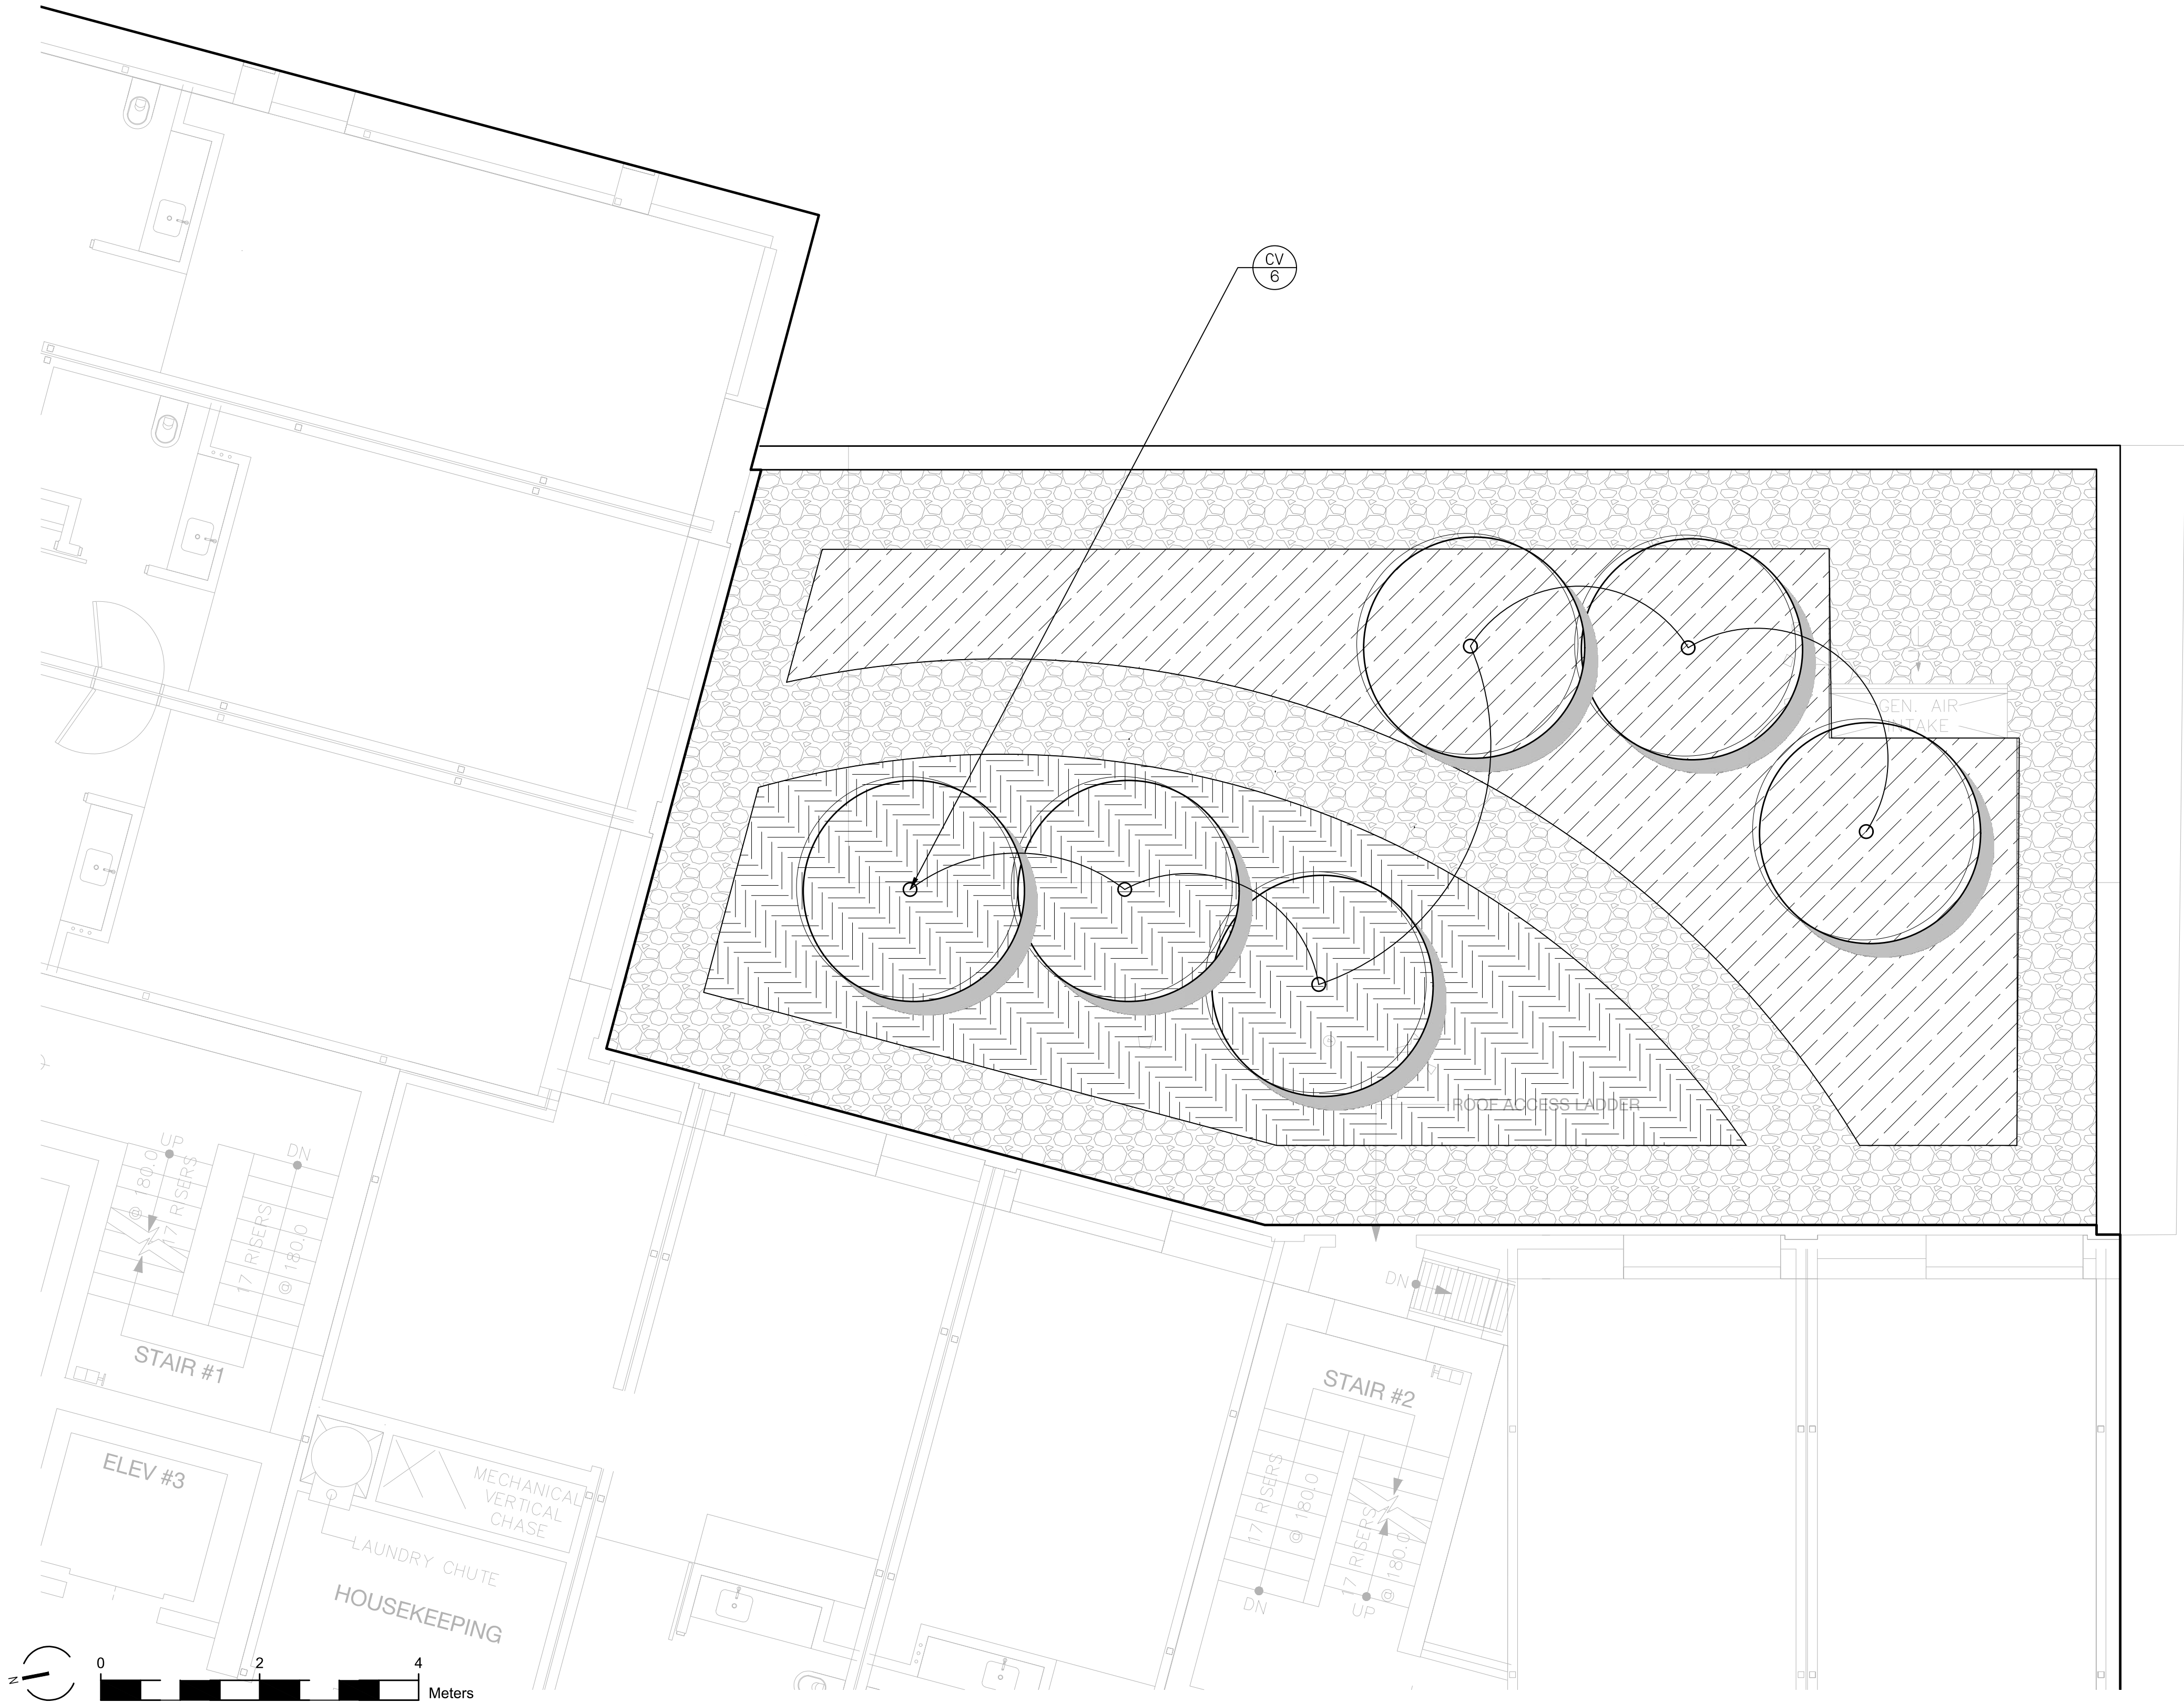 CV
6
GEN. AIR
INTAKE
ROOF ACCESS LADDER
UP
17 RISERS
@ 180.0
DN
17 RISERS
@ 180.0
STAIR #1
ELEV #3
MECHANICAL
VERTICAL
CHASE
LAUNDRY CHUTE
HOUSEKEEPING
DN
STAIR #2
17 RISERS
@ 180.0
DN
17 RISERS
@ 180.0
UP
N
0 2 4
Meters